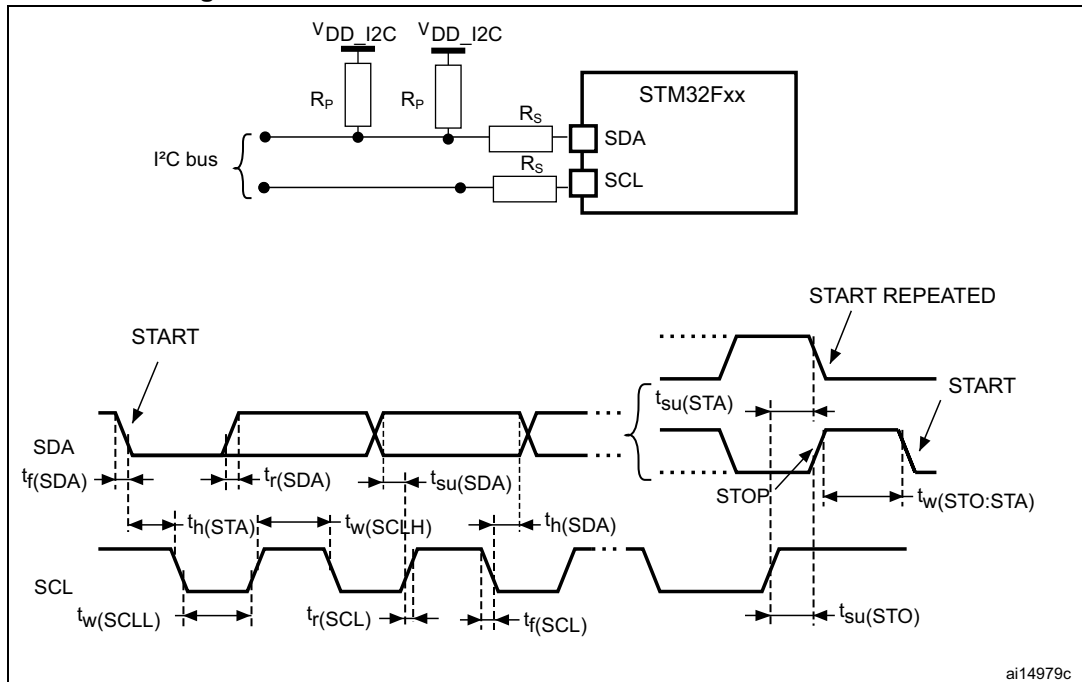 VDD_I2C VDD_I2C
STM32Fxx
RP RP
RS
SDA
I²C bus
RS
SCL
START REPEATED
START
START
tsu(STA)
SDA
tf(SDA) tr(SDA) tsu(SDA)
STOP
tw(STO:STA)
th(STA) tw(SCLH) th(SDA)
SCL
tw(SCLL) tr(SCL) tf(SCL) tsu(STO)
ai14979c